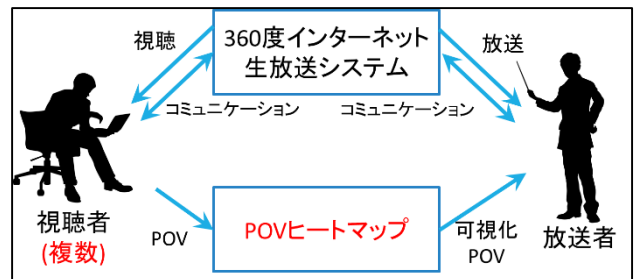 視聴
360度インターネット
生放送システム
放送
コミュニケーション
コミュニケーション
視聴者
(複数)
POV
POVヒートマップ
可視化
POV
放送者